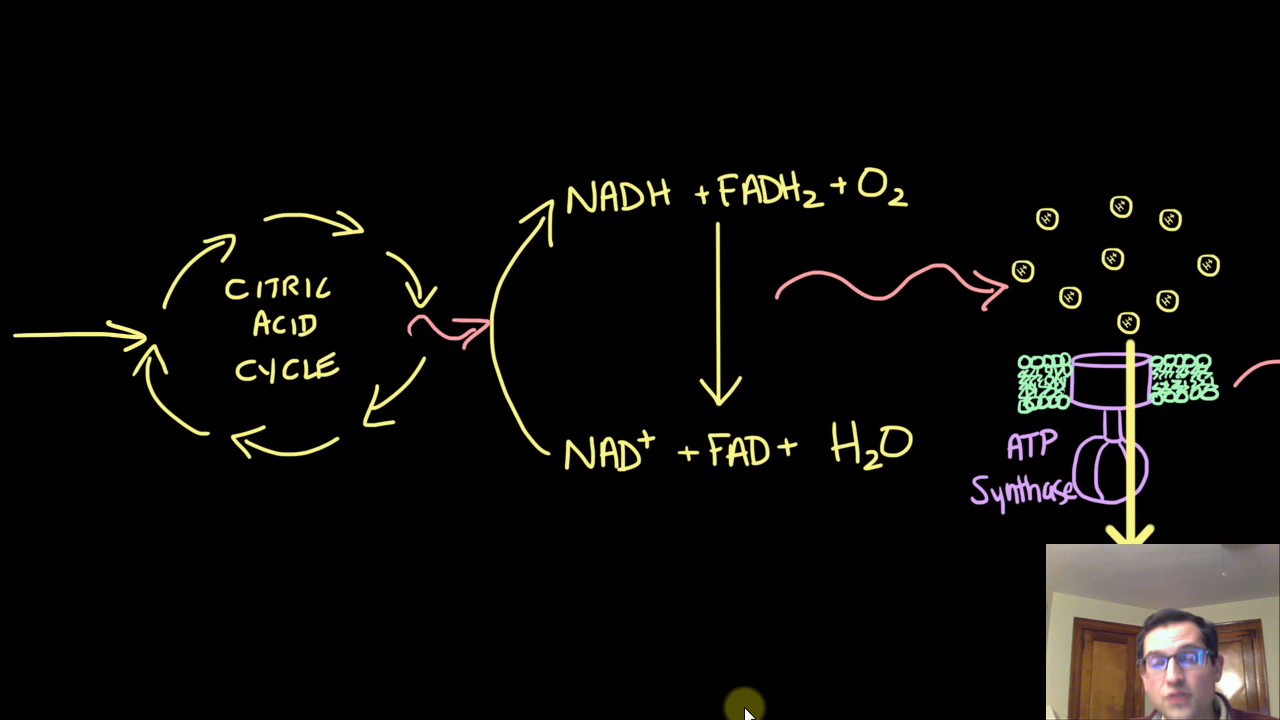 CITRIC
ACID
CYCLE
NADH + FADH₂ + O₂
NAD⁺ + FAD + H₂O
H⁺
H⁺
H⁺
H⁺
H⁺
H⁺
H⁺
H⁺
H⁺
ATP
Synthase